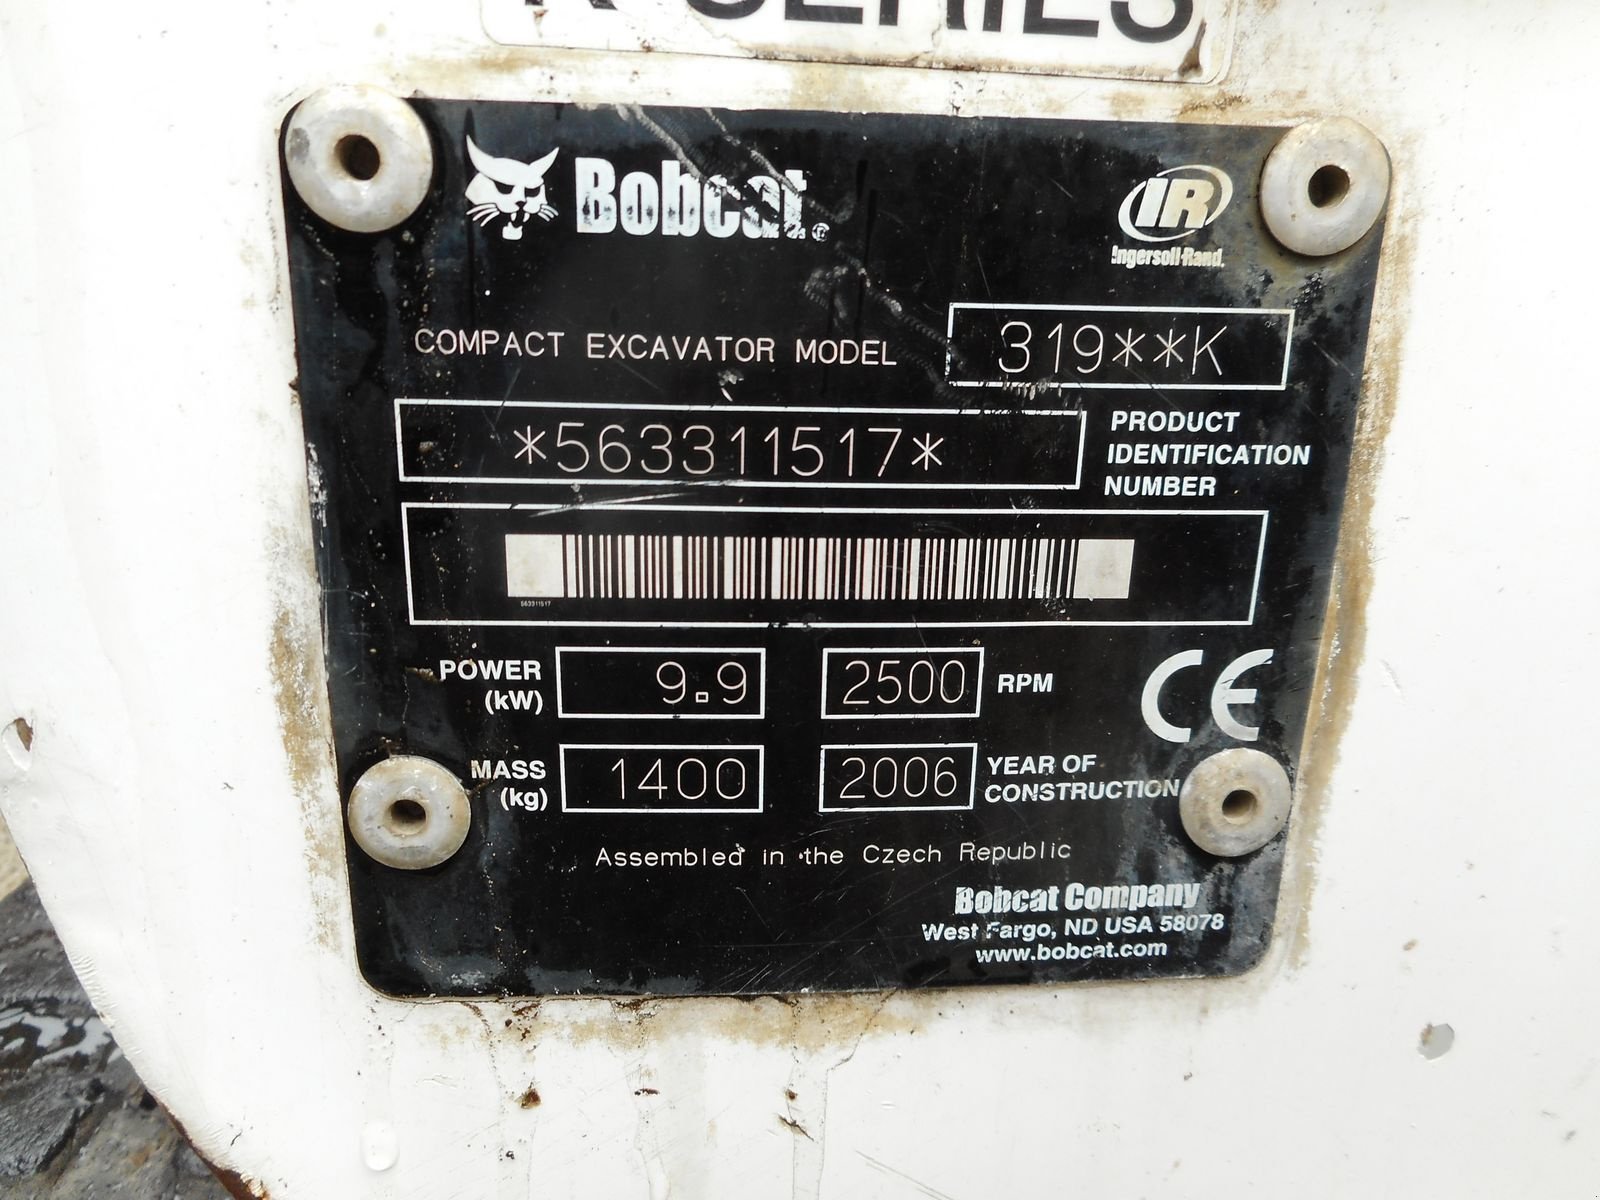 K-SERIES
Bobcat®
IR
Ingersoll-Rand
COMPACT EXCAVATOR MODEL 319**K
*563311517* PRODUCT
IDENTIFICATION
NUMBER
563311517
POWER (kW) 9.9 2500 RPM
CE
MASS (kg) 1400 2006 YEAR OF CONSTRUCTION
Assembled in the Czech Republic
Bobcat Company
West Fargo, ND USA 58078
www.bobcat.com